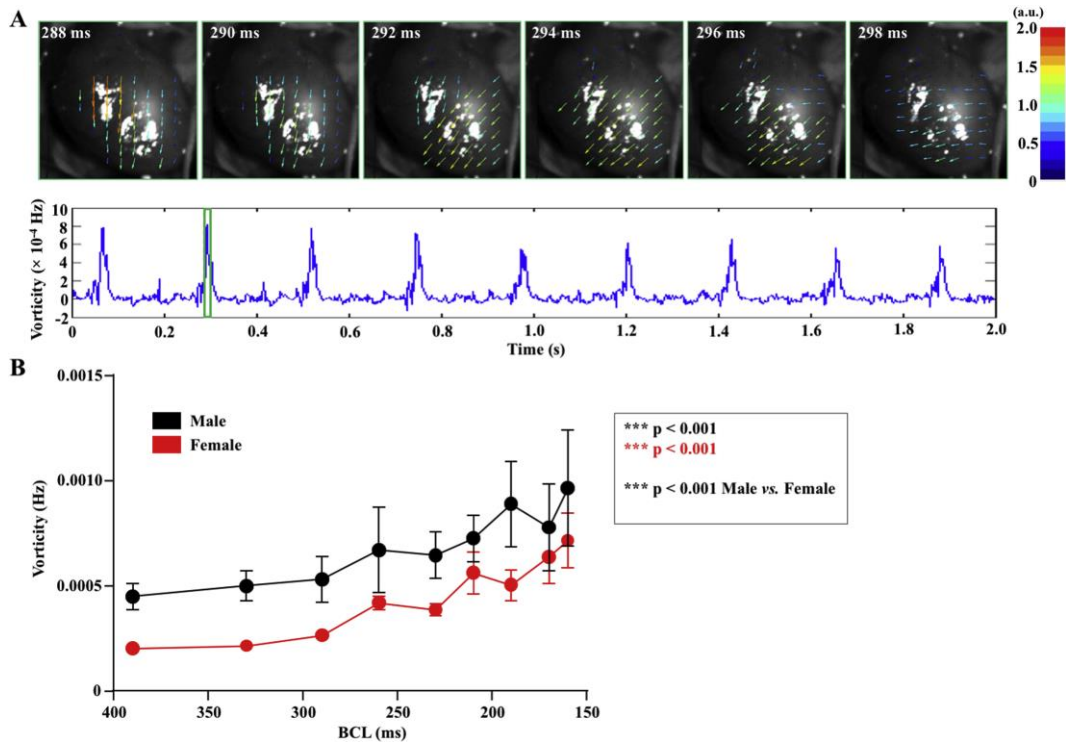 A
288 ms 290 ms 292 ms 294 ms 296 ms 298 ms
(a.u.)
2.0
1.5
1.0
0.5
0
Vorticity (× 10⁻⁴ Hz)
10
8
6
4
2
0
-2
0 0.2 0.4 0.6 0.8 1.0 1.2 1.4 1.6 1.8 2.0
Time (s)
B
Vorticity (Hz)
0.0015
0.0010
0.0005
0
Male
Female
*** p < 0.001
*** p < 0.001
*** p < 0.001 Male vs. Female
400 350 300 250 200 150
BCL (ms)